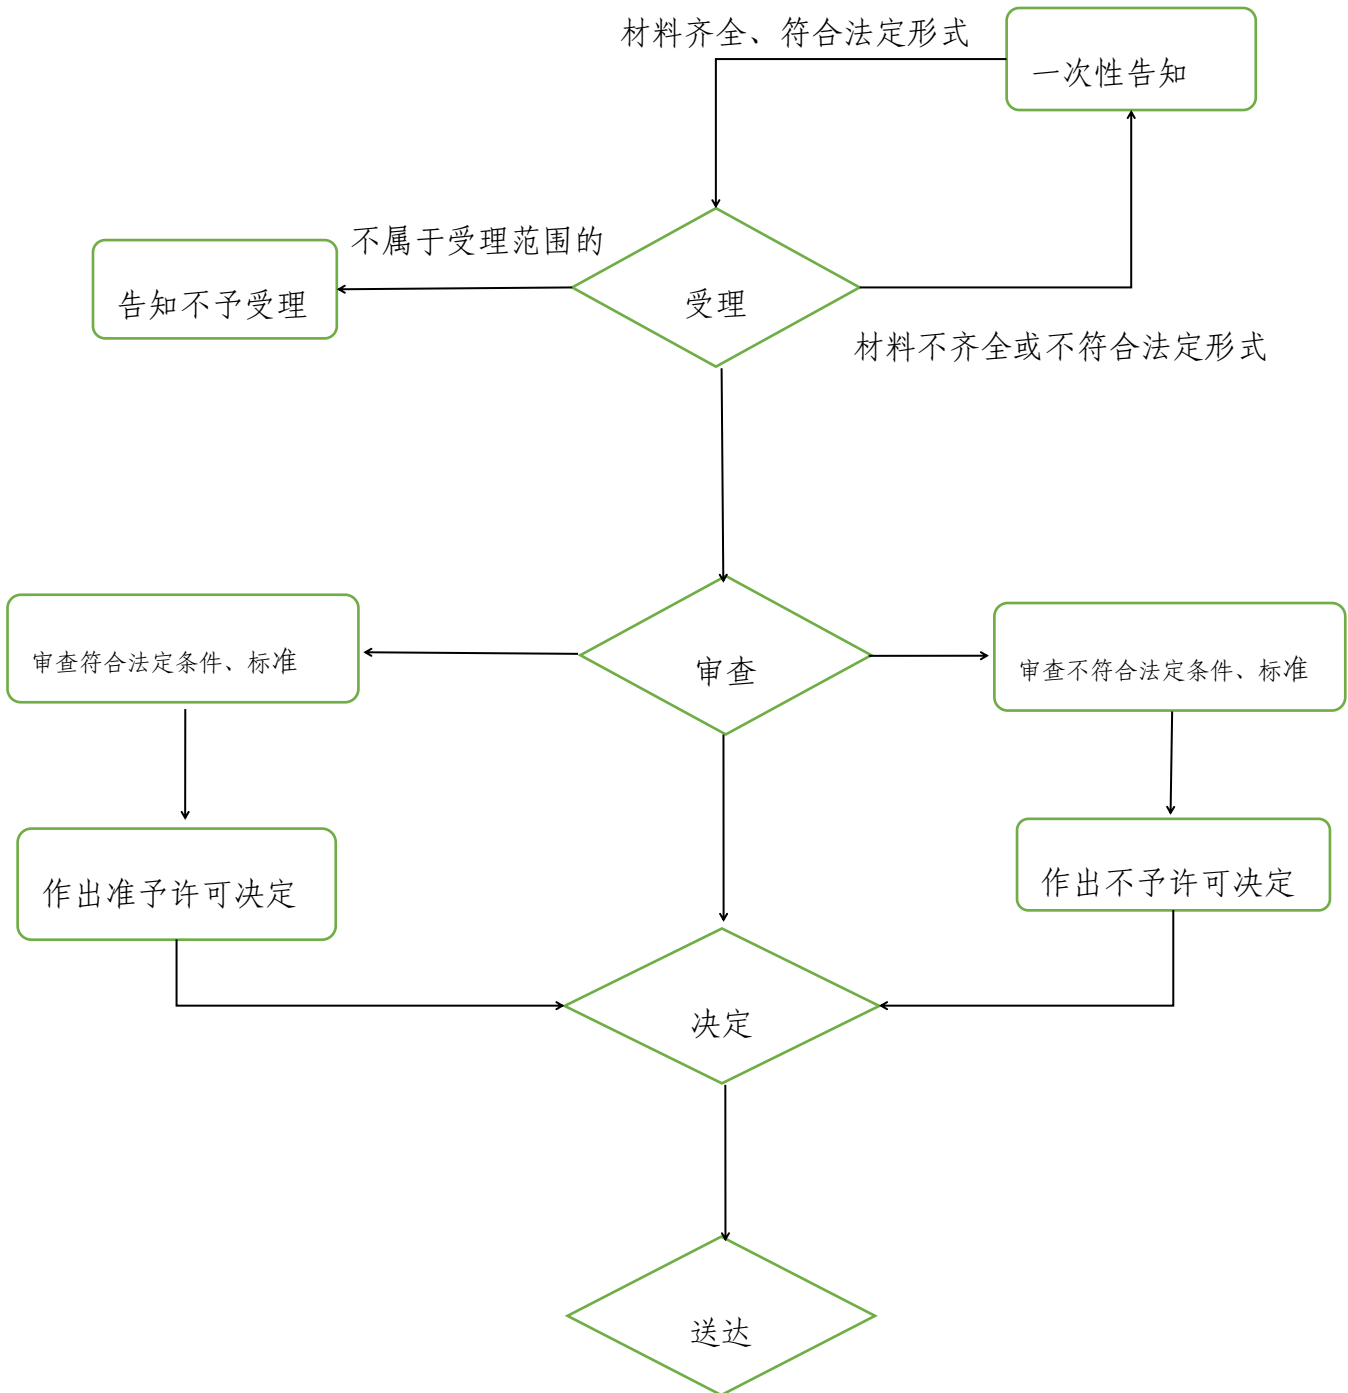 材料齐全、符合法定形式
一次性告知
不属于受理范围的
告知不予受理
受理
材料不齐全或不符合法定形式
审查符合法定条件、标准
审查
审查不符合法定条件、标准
作出准予许可决定
作出不予许可决定
决定
送达